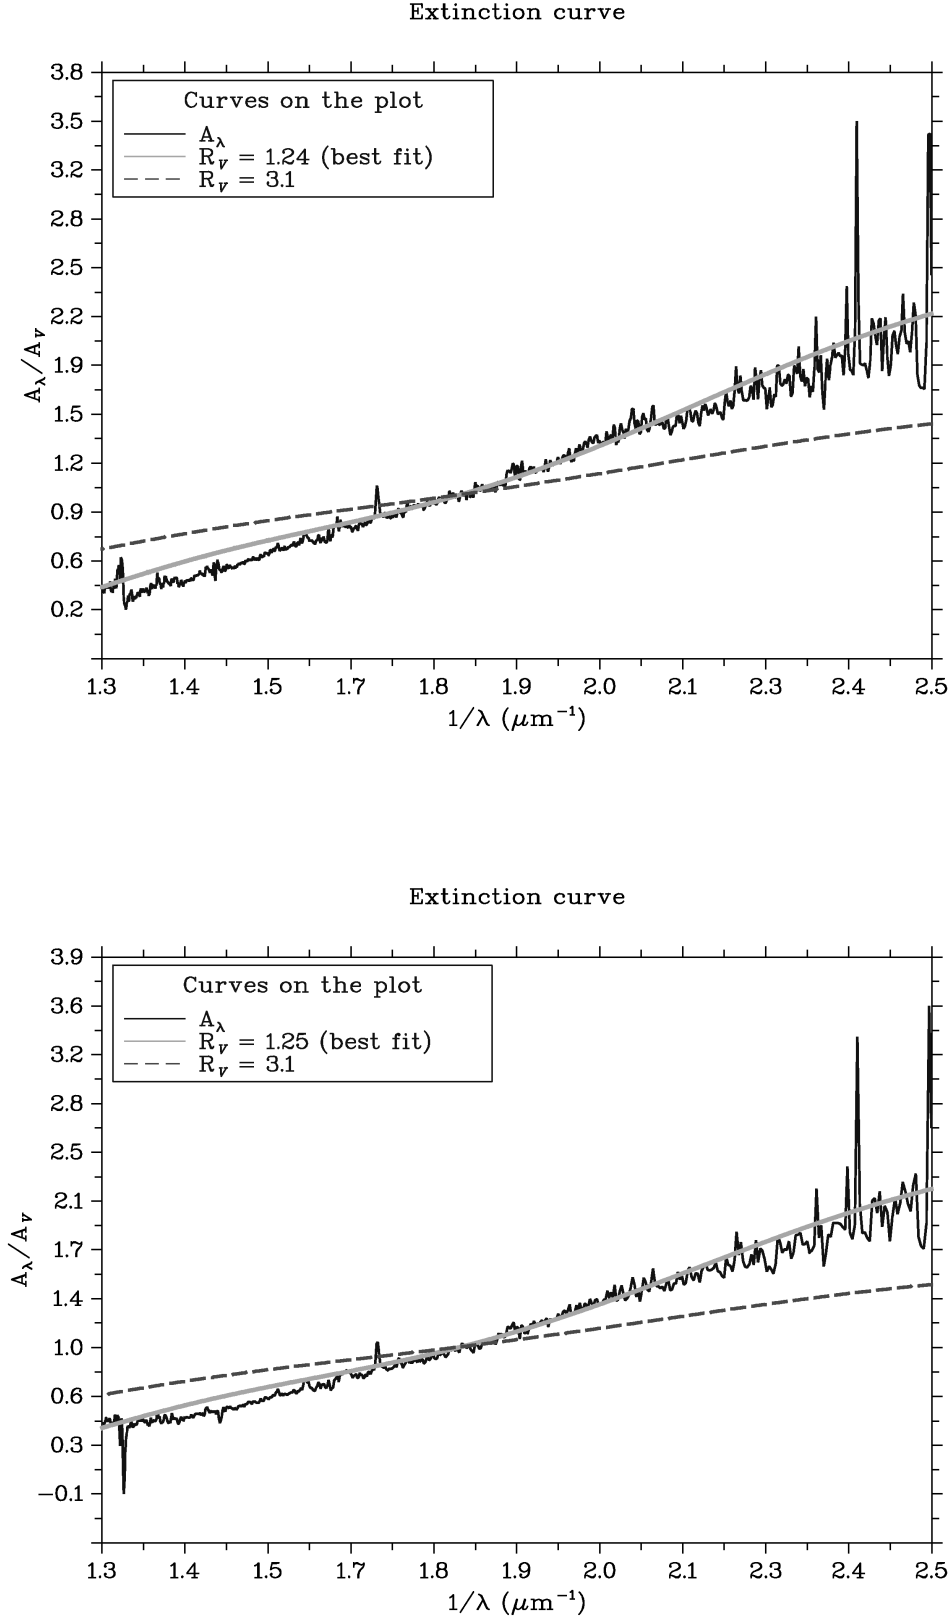 Extinction curve
Curves on the plot
Aλ
RV = 1.24 (best fit)
RV = 3.1
3.8
3.5
3.2
2.8
2.5
2.2
1.9
1.5
1.2
0.9
0.6
0.2
Aλ/AV
1.3 1.4 1.5 1.7 1.8 1.9 2.0 2.1 2.3 2.4 2.5
1/λ (μm⁻¹)
Extinction curve
Curves on the plot
Aλ
RV = 1.25 (best fit)
RV = 3.1
3.9
3.6
3.2
2.8
2.5
2.1
1.7
1.4
1.0
0.6
0.3
−0.1
Aλ/AV
1.3 1.4 1.5 1.7 1.8 1.9 2.0 2.1 2.3 2.4 2.5
1/λ (μm⁻¹)